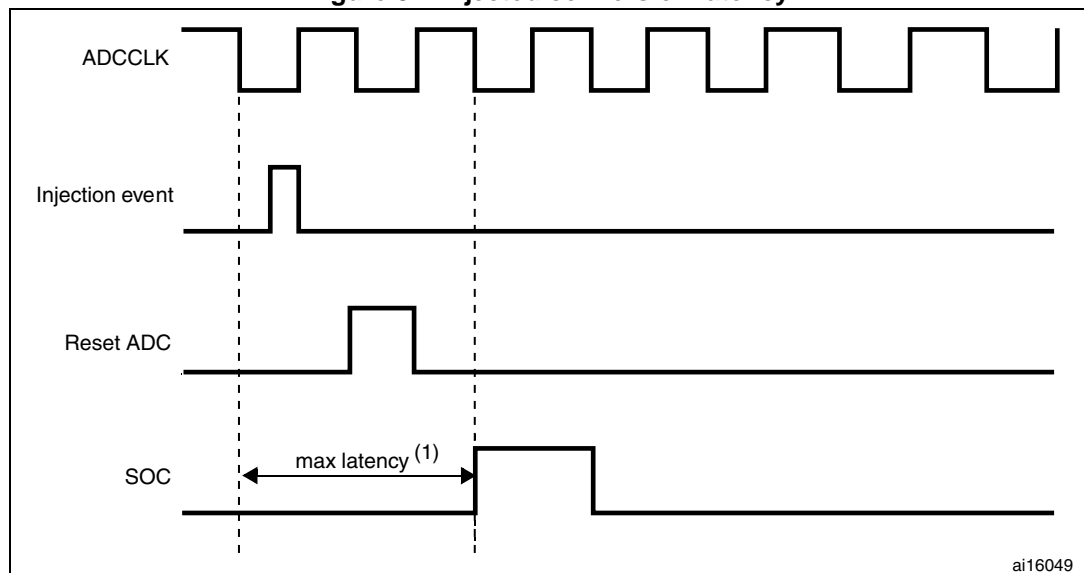 ADCCLK
Injection event
Reset ADC
SOC
max latency (1)
ai16049